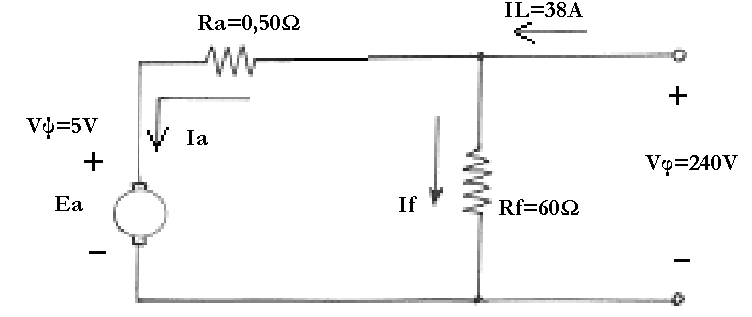 IL=38A
Ra=0,50Ω
Vψ=5V
+
Ia
+
Vφ=240V
Ea
If
Rf=60Ω
−
−